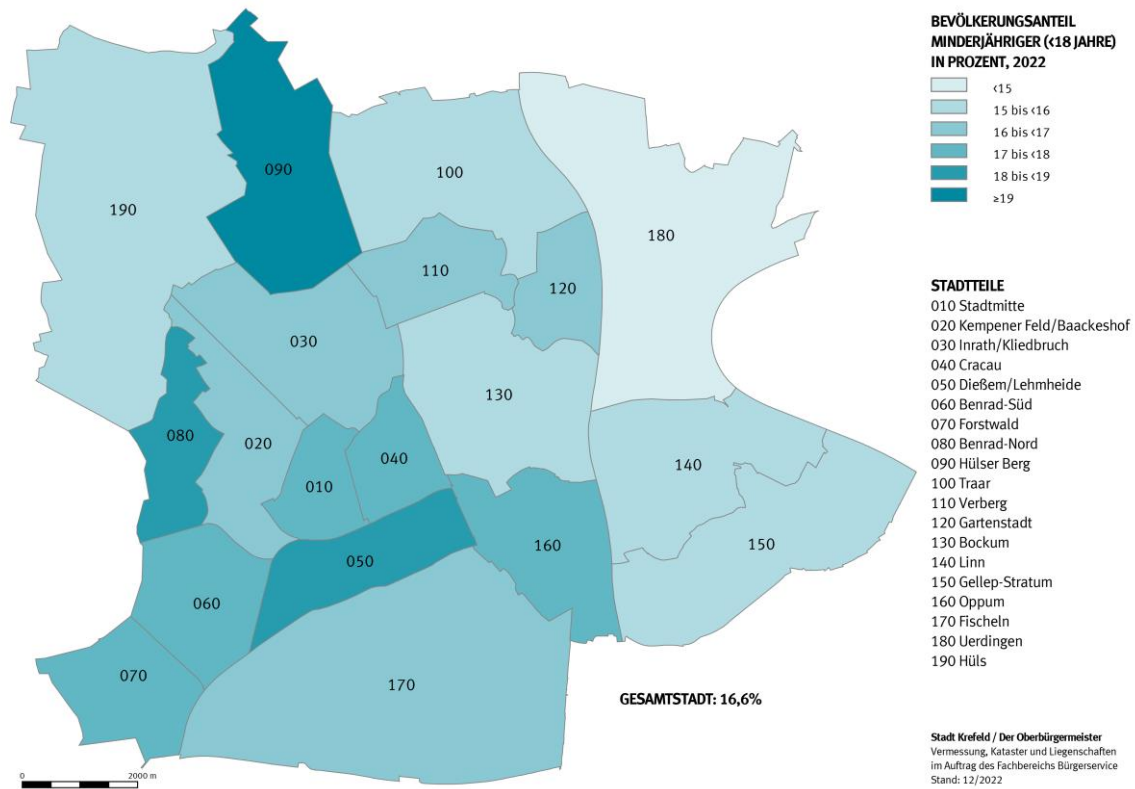 BEVÖLKERUNGSANTEIL
MINDERJÄHRIGER (<18 JAHRE)
IN PROZENT, 2022
<15
15 bis <16
16 bis <17
17 bis <18
18 bis <19
≥19
STADTTEILE
010 Stadtmitte
020 Kempener Feld/Baackeshof
030 Inrath/Kliedbruch
040 Cracau
050 Dießem/Lehmheide
060 Benrad-Süd
070 Forstwald
080 Benrad-Nord
090 Hülser Berg
100 Traar
110 Verberg
120 Gartenstadt
130 Bockum
140 Linn
150 Gellep-Stratum
160 Oppum
170 Fischeln
180 Uerdingen
190 Hüls
090
100
190
180
110
120
030
130
080
020
040
010
140
150
050
160
060
070
170
GESAMTSTADT: 16,6%
0 2000 m
Stadt Krefeld / Der Oberbürgermeister
Vermessung, Kataster und Liegenschaften
im Auftrag des Fachbereichs Bürgerservice
Stand: 12/2022